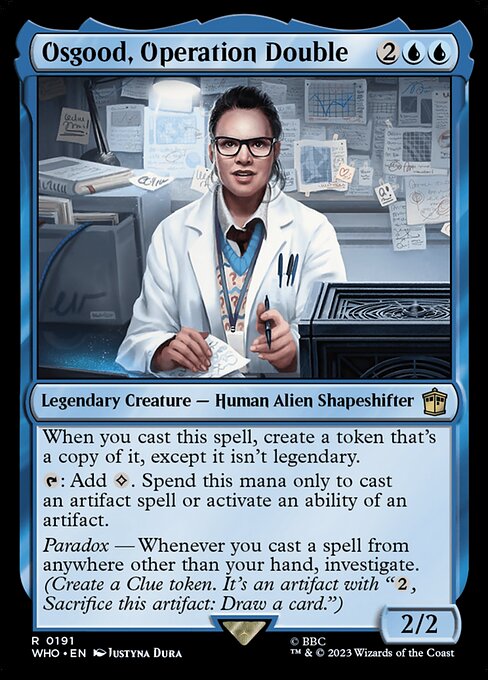 Osgood, Operation Double 2
Legendary Creature — Human Alien Shapeshifter
When you cast this spell, create a token that's
a copy of it, except it isn't legendary.
: Add . Spend this mana only to cast
an artifact spell or activate an ability of an
artifact.
Paradox — Whenever you cast a spell from
anywhere other than your hand, investigate.
(Create a Clue token. It's an artifact with “2,
Sacrifice this artifact: Draw a card.”)
2/2
R 0191
WHO • EN Justyna Dura
© BBC
™ & © 2023 Wizards of the Coast